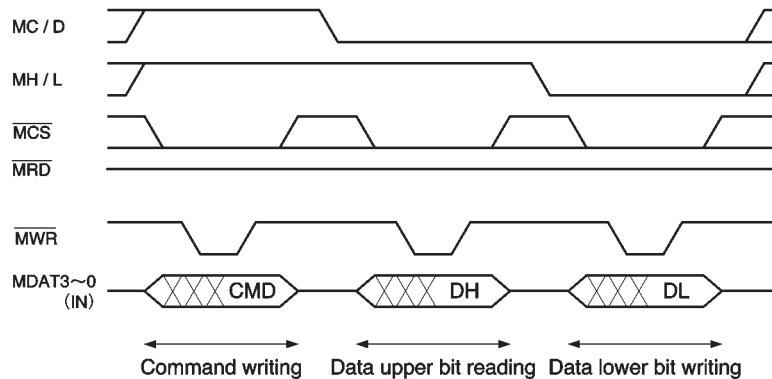 MC / D
MH / L
MCS
MRD
MWR
MDAT3~0
(IN)
CMD DH DL
Command writing Data upper bit reading Data lower bit writing